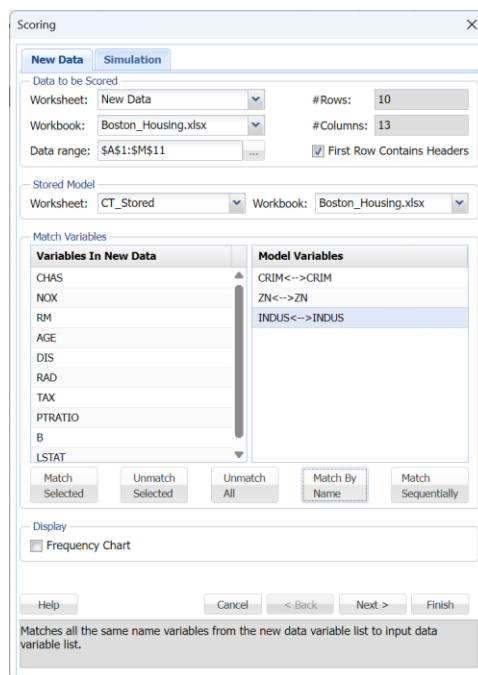 Scoring
New Data Simulation
Data to be Scored
Worksheet: New Data #Rows: 10
Workbook: Boston_Housing.xlsx #Columns: 13
Data range: $A$1:$M$11 ... First Row Contains Headers
Stored Model
Worksheet: CT_Stored Workbook: Boston_Housing.xlsx
Match Variables
Variables In New Data Model Variables
CHAS CRIM<-->CRIM
NOX ZN<-->ZN
RM INDUS<-->INDUS
AGE
DIS
RAD
TAX
PTRATIO
B
LSTAT
Match Selected Unmatch Selected Unmatch All Match By Name Match Sequentially
Display
Frequency Chart
Help Cancel < Back Next > Finish
Matches all the same name variables from the new data variable list to input data
variable list.